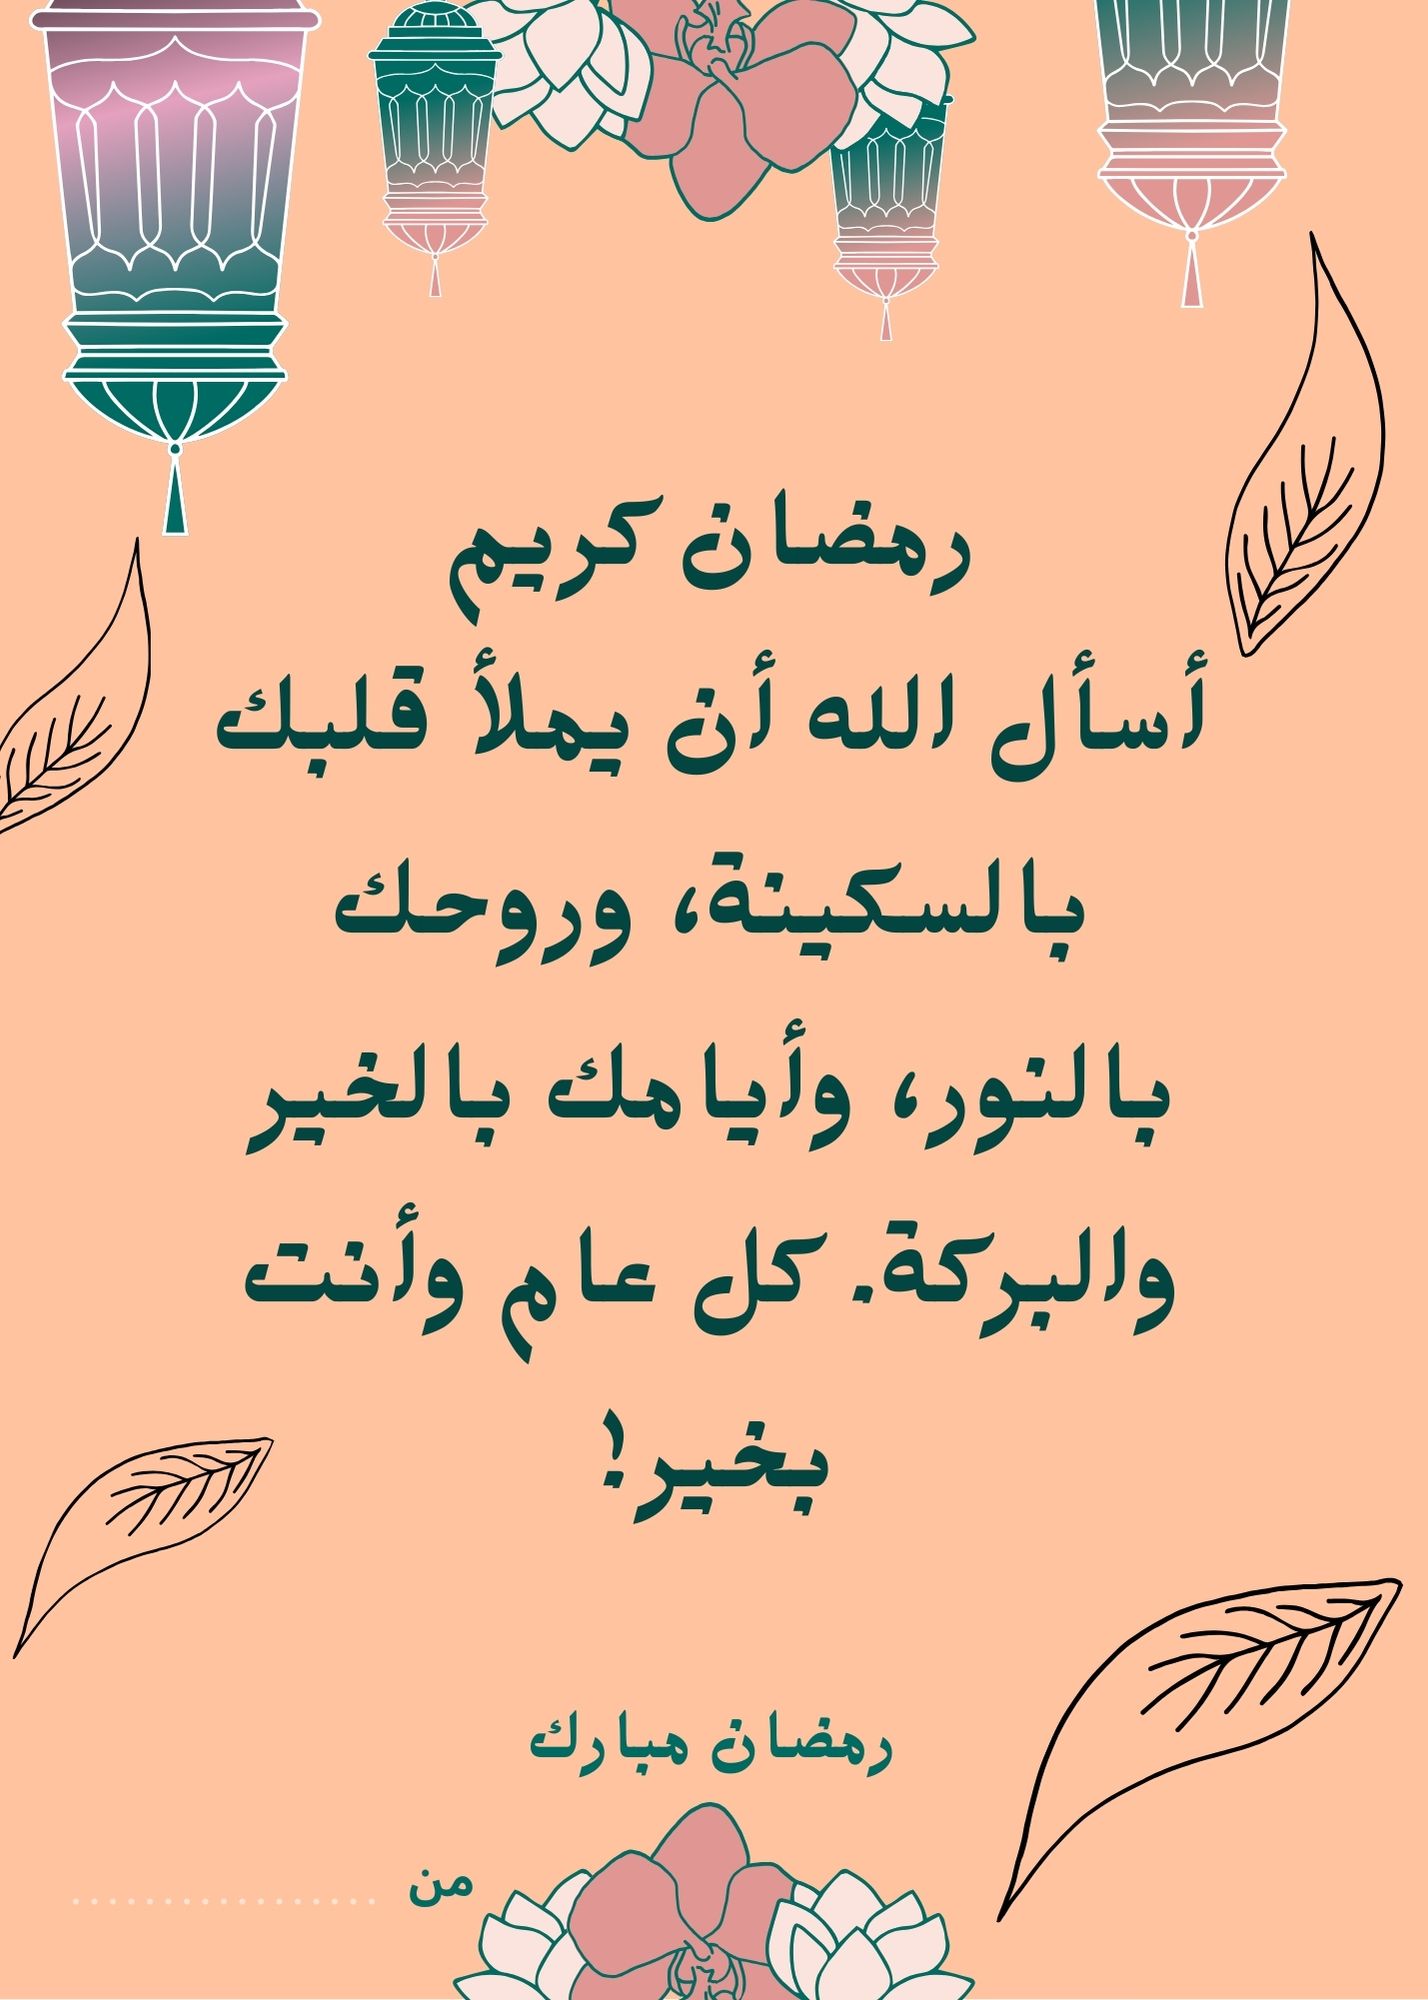 رمضان كريم
أسأل الله أن يملأ قلبك
بالسكينة، وروحك
بالنور، وأيامك بالخير
والبركة. كل عام وأنت
بخير!
رمضان مبارك
من ................